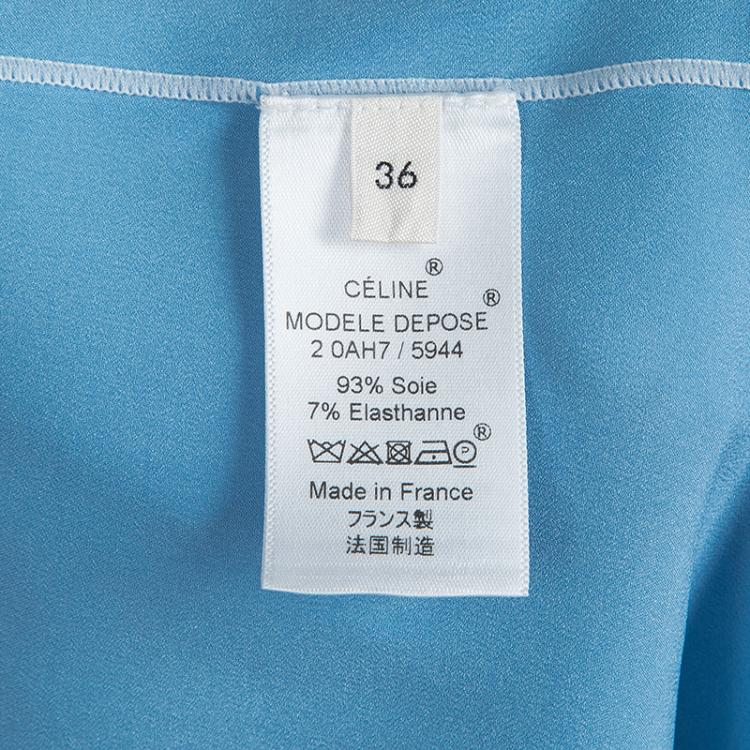 36
CÉLINE®
MODELE DEPOSE®
2 0AH7 / 5944
93% Soie
7% Elasthanne
P ®
Made in France
フランス製
法国制造